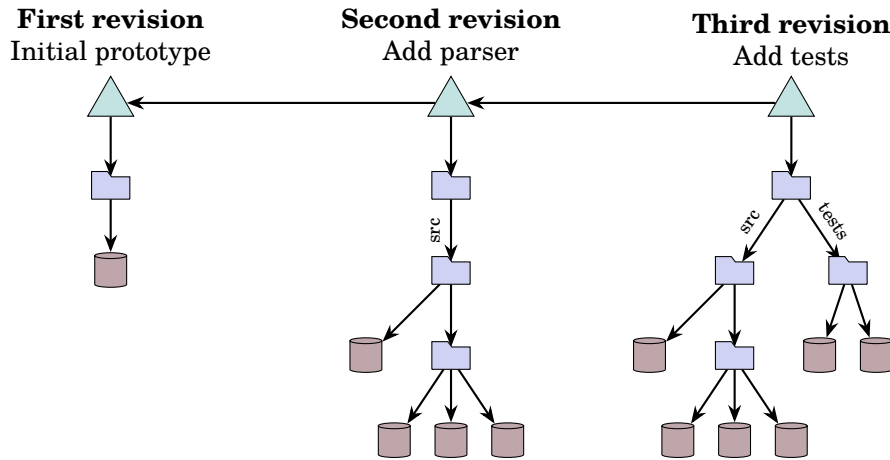 First revision
Initial prototype
Second revision
Add parser
Third revision
Add tests
src
src
tests